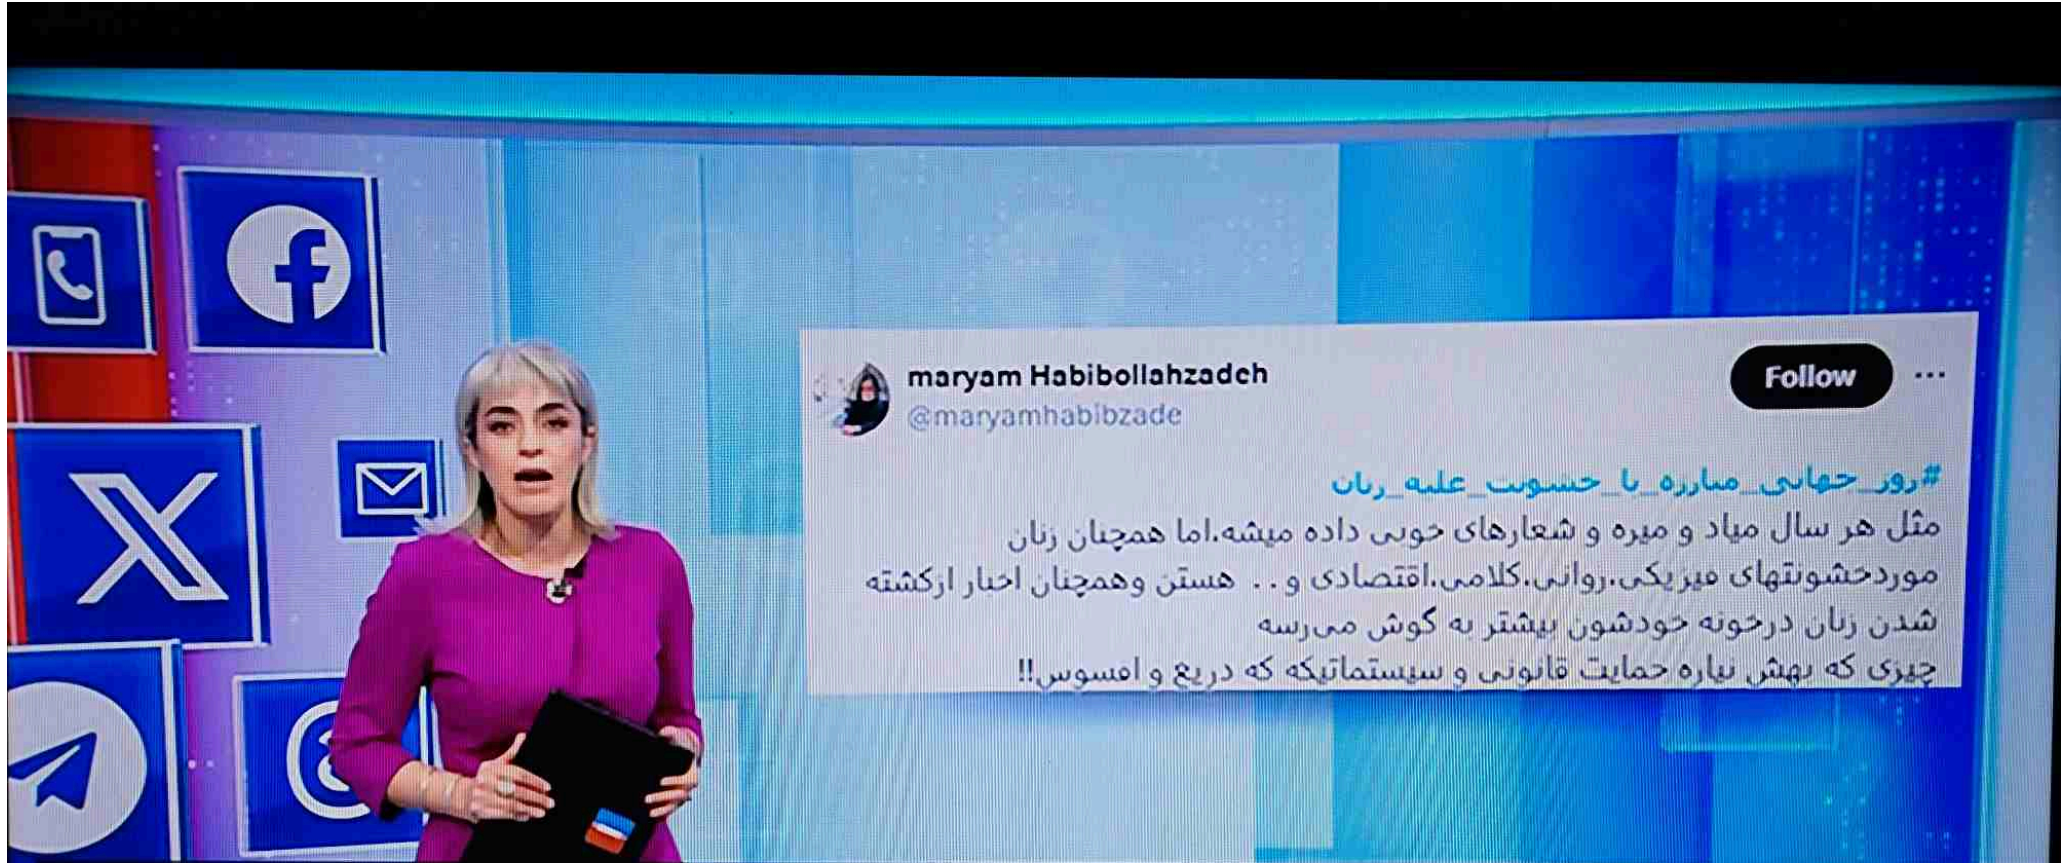 maryam Habibollahzadeh
@maryamhabibzade
Follow
#روز_جهانی_مبارزه_با_خشونت_علیه_زنان
مثل هر سال میاد و میره و شعارهای خوبی داده میشه.اما همچنان زنان
موردخشونتهای فیزیکی.روانی.کلامی.اقتصادی و.. هستن وهمچنان اخبار ازکشته
شدن زنان درخونه خودشون بیشتر به گوش می‌رسه
چیزی که بهش نیاره حمایت قانونی و سیستماتیکه که دریغ و افسوس!!